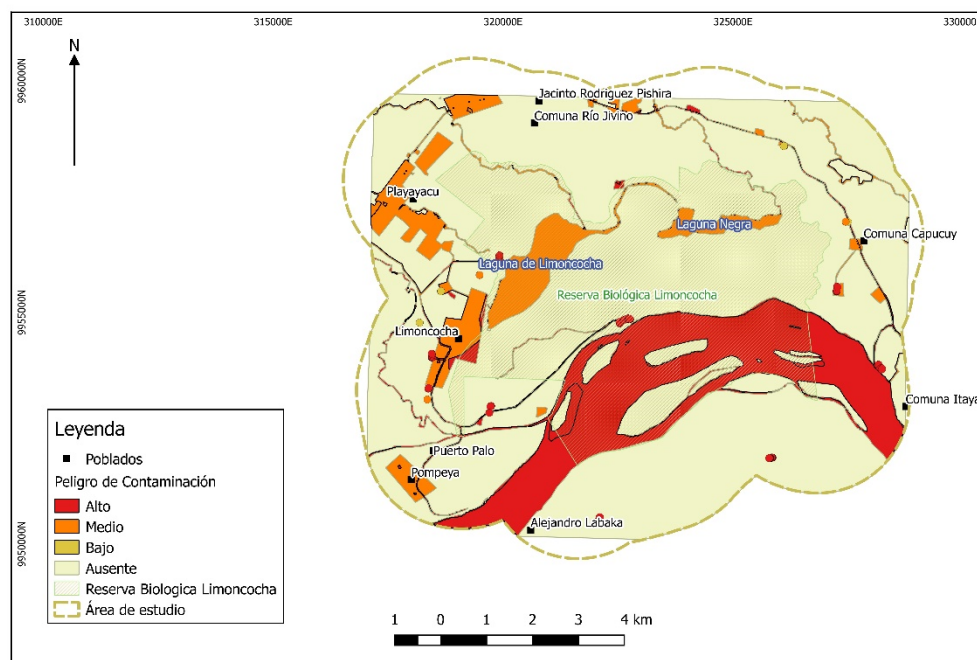 310000E
315000E
320000E
325000E
330000
N
9960000N
9955000N
9950000N
Jacinto Rodriguez Pishira
Comuna Río Jivino
Playayacu
Laguna Negra
Comuna Capucuy
Laguna de Limoncocha
Reserva Biológica Limoncocha
Limoncocha
Comuna Itaya
Puerto Palo
Pompeya
Alejandro Labaka
Leyenda
Poblados
Peligro de Contaminación
Alto
Medio
Bajo
Ausente
Reserva Biologica Limoncocha
Área de estudio
1 0 1 2 3 4 km